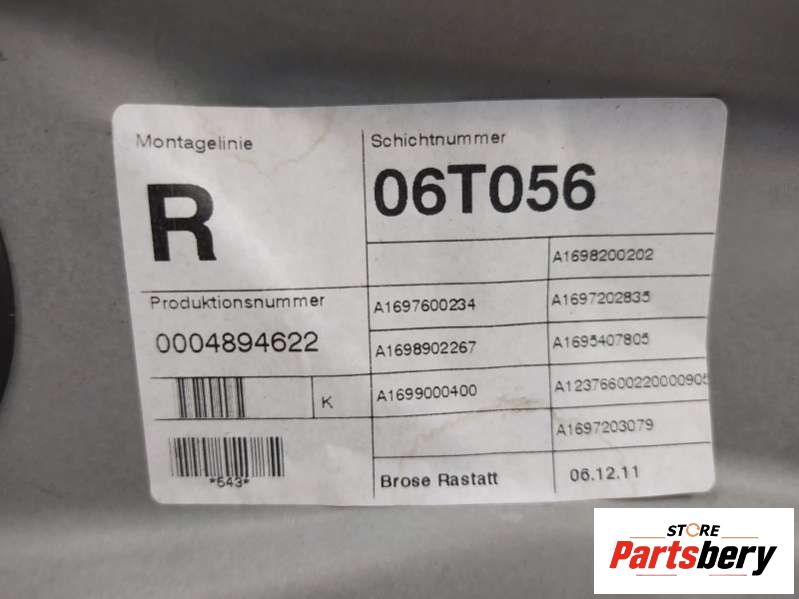 Montagelinie
R
Schichtnummer
06T056
A1698200202
A1697600234
A1697202835
Produktionsnummer
0004894622
A1698902267
A1695407805
K
A1699000400
A12376600220000905
A1697203079
*543*
Brose Rastatt
06.12.11
STORE
Partsbery